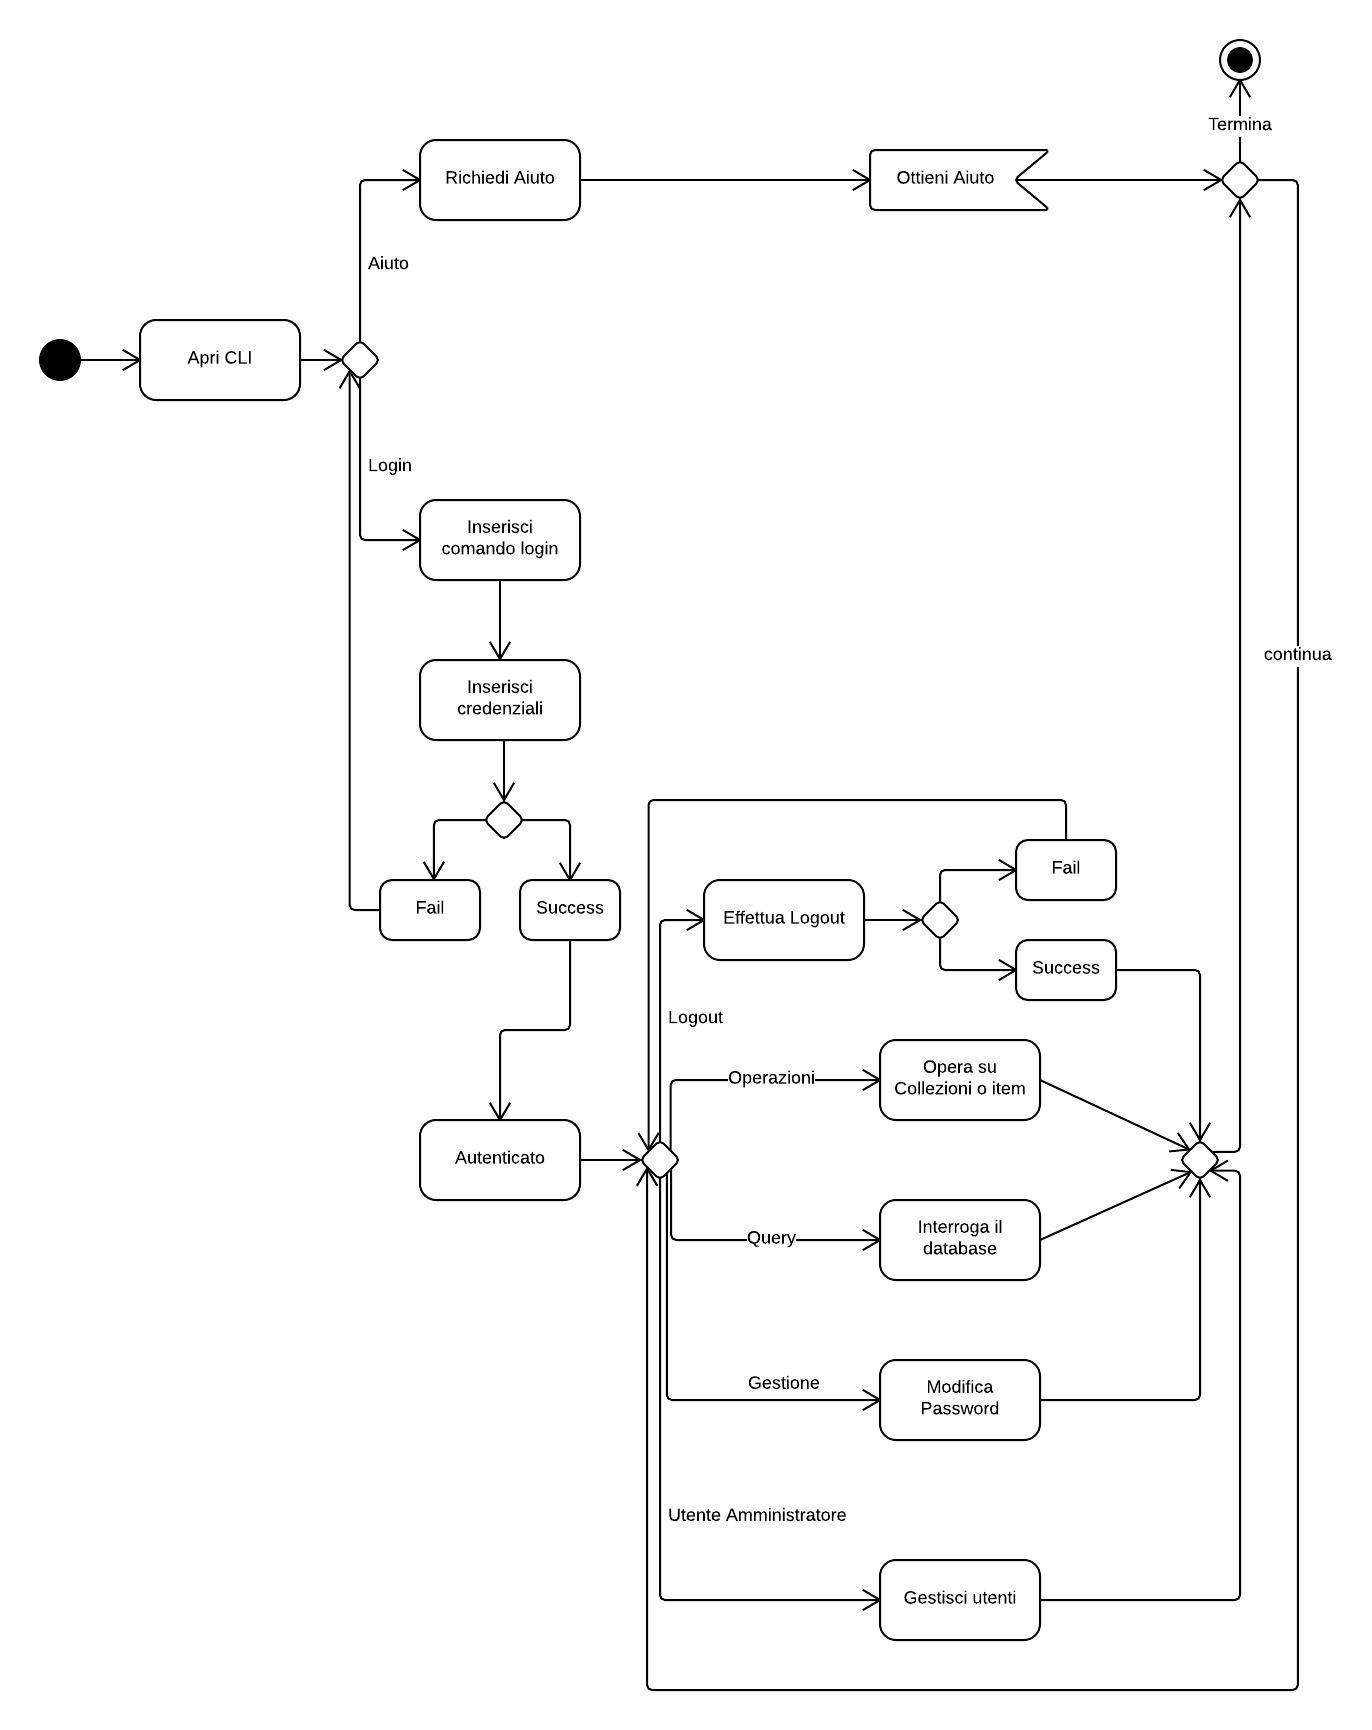 Termina
Richiedi Aiuto
Ottieni Aiuto
Aiuto
Apri CLI
Login
Inserisci
comando login
continua
Inserisci
credenziali
Fail
Fail
Success
Effettua Logout
Success
Logout
Operazioni
Opera su
Collezioni o item
Autenticato
Query
Interroga il
database
Gestione
Modifica
Password
Utente Amministratore
Gestisci utenti